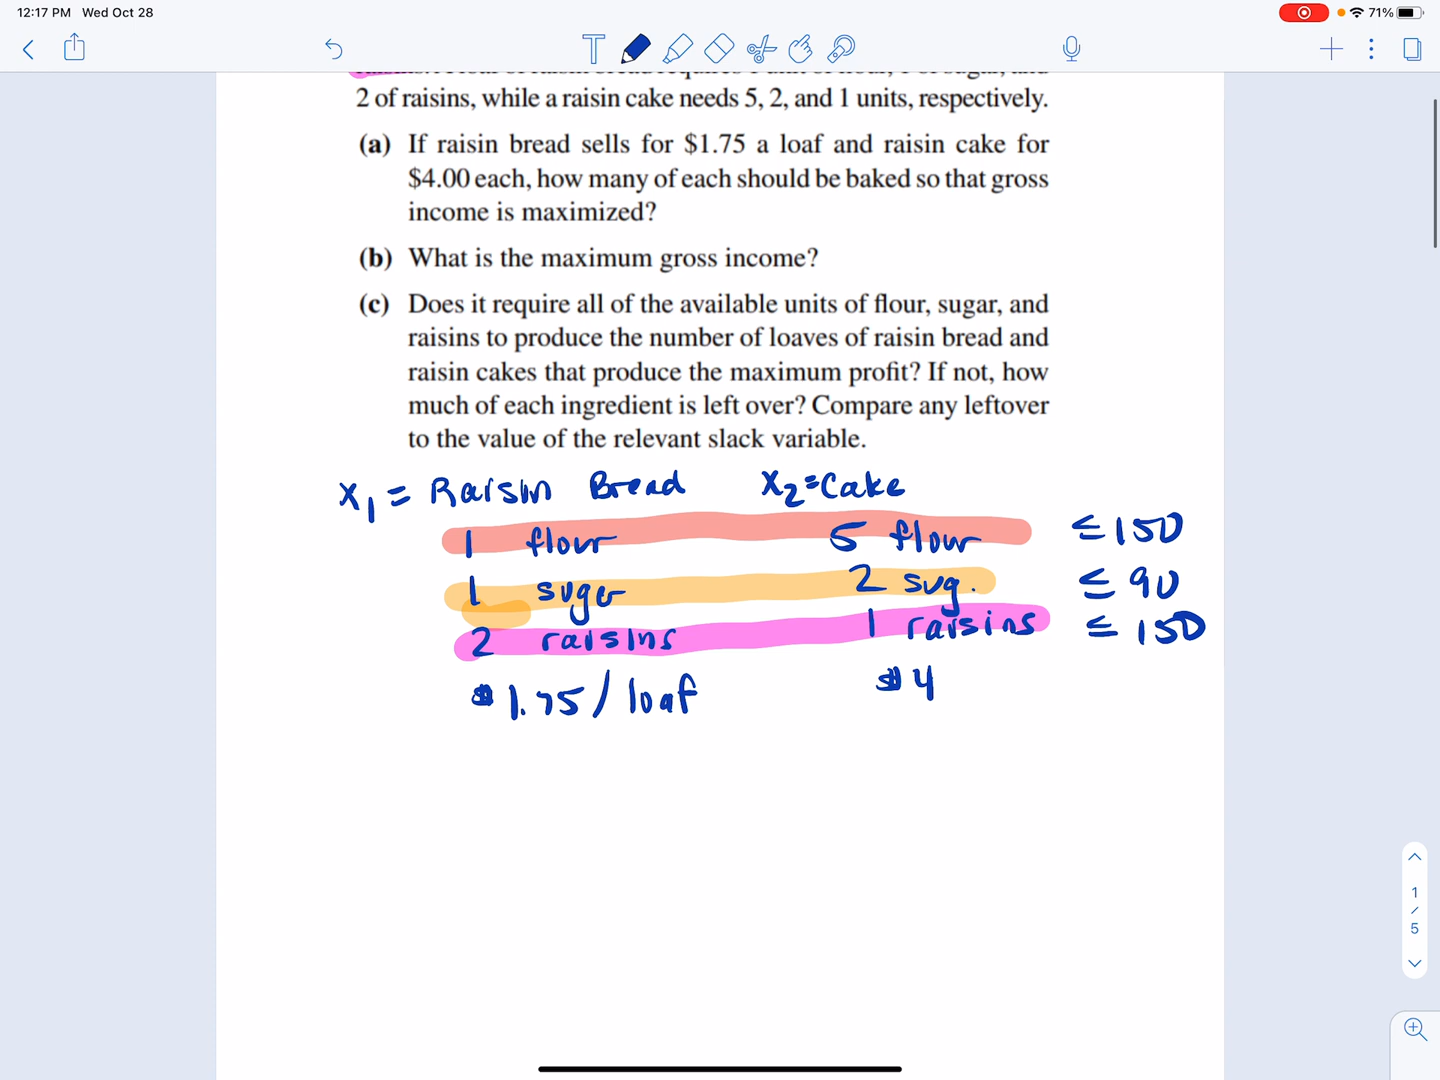 12:17 PM Wed Oct 28
71%
T
2 of raisins, while a raisin cake needs 5, 2, and 1 units, respectively.
(a) If raisin bread sells for $1.75 a loaf and raisin cake for
$4.00 each, how many of each should be baked so that gross
income is maximized?
(b) What is the maximum gross income?
(c) Does it require all of the available units of flour, sugar, and
raisins to produce the number of loaves of raisin bread and
raisin cakes that produce the maximum profit? If not, how
much of each ingredient is left over? Compare any leftover
to the value of the relevant slack variable.
x₁ = Raisin Bread x₂=Cake
1 flour 5 flour ≤150
1 suger 2 sug. ≤ 90
2 raisins 1 raisins ≤ 150
$1.75/loaf $4
1
/
5